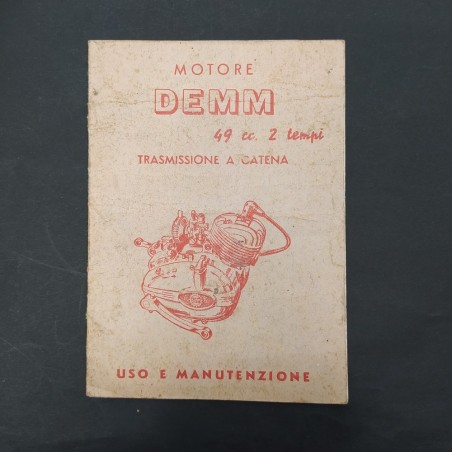 MOTORE
DEMM
49 cc. 2 tempi
TRASMISSIONE A CATENA
USO E MANUTENZIONE